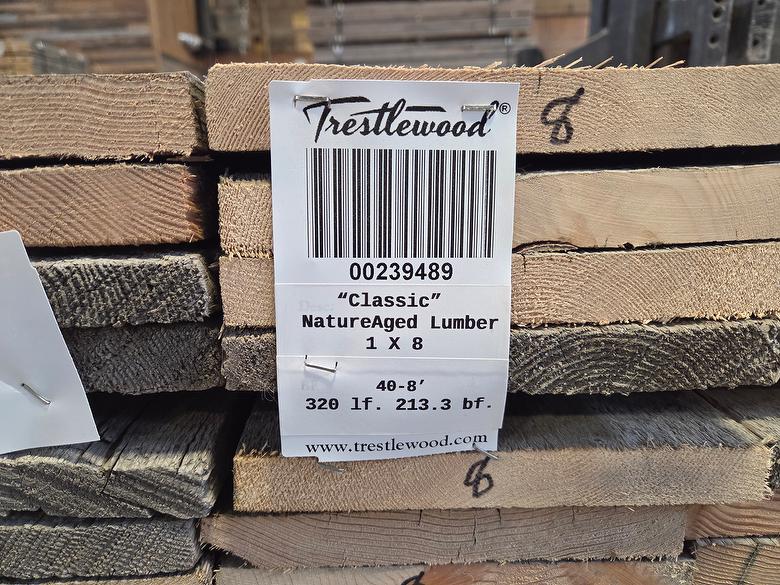 8
Trestlewood®
00239489
“Classic”
NatureAged Lumber
1 X 8
40-8’
320 lf. 213.3 bf.
www.trestlewood.com
8